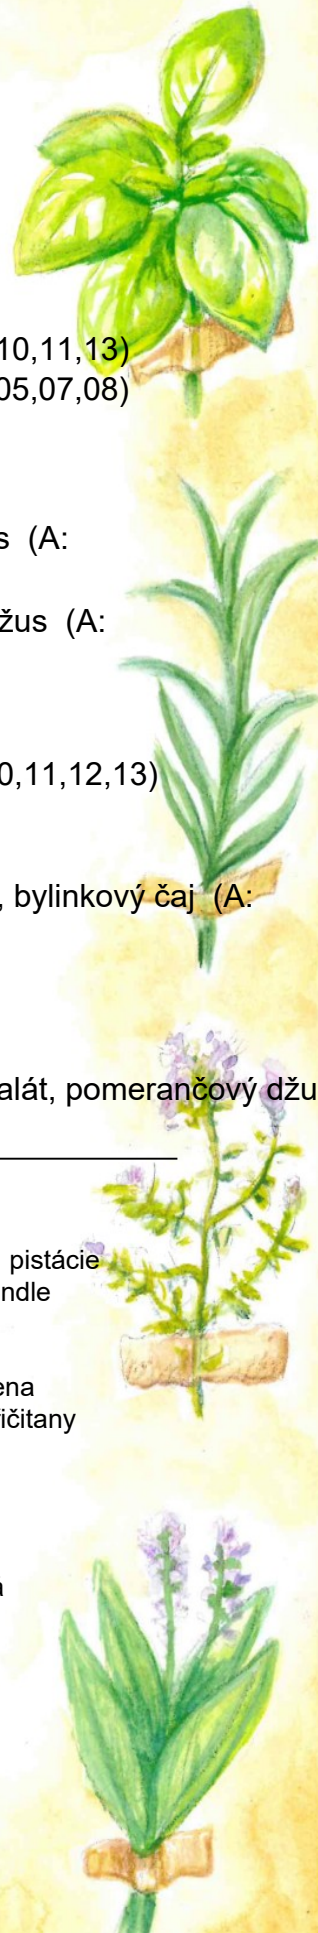 10,11,13)
05,07,08)
s (A:
žus (A:
0,11,12,13)
, bylinkový čaj (A:
alát, pomerančový džu
pistácie
ndle
ena
ičitany
a